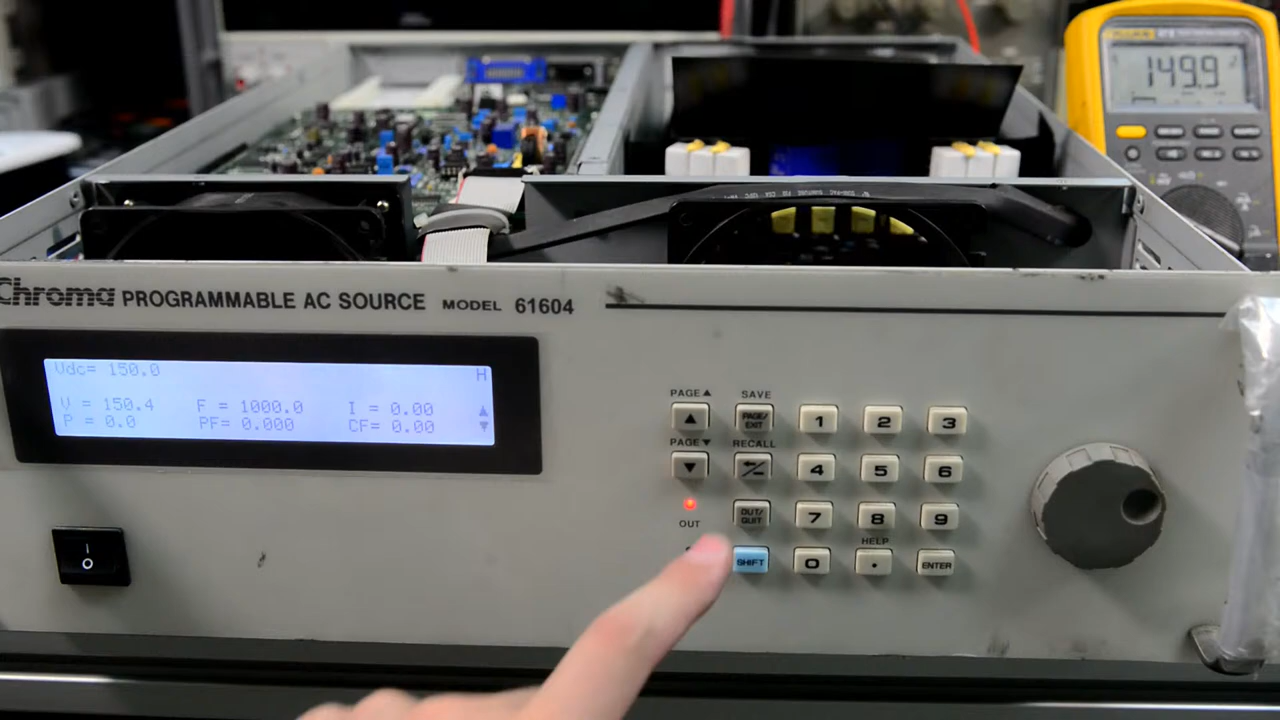 149.9
Chroma PROGRAMMABLE AC SOURCE MODEL 61604
Vdc= 150.0 H
V = 150.4 F = 1000.0 I = 0.00
P = 0.0 PF= 0.000 CF= 0.00
PAGE▲ SAVE
PAGE/EXIT 1 2 3
PAGE▼ RECALL
4 5 6
OUT/QUIT 7 8 9
OUT
HELP
SHIFT 0 • ENTER
I
O